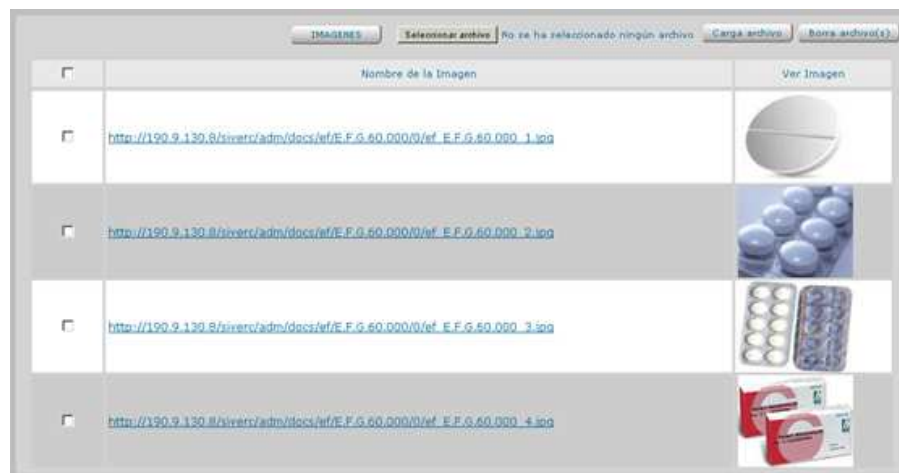 IMAGENES Seleccionar archivo No se ha seleccionado ningún archivo Carga archivo Borra archivo(s)
Nombre de la Imagen Ver Imagen
http://190.9.130.8/siverc/adm/docs/ef/E.F.G.60.000/0/ef_E.F.G.60.000_1.jpg
http://190.9.130.8/siverc/adm/docs/ef/E.F.G.60.000/0/ef_E.F.G.60.000_2.jpg
http://190.9.130.8/siverc/adm/docs/ef/E.F.G.60.000/0/ef_E.F.G.60.000_3.jpg
http://190.9.130.8/siverc/adm/docs/ef/E.F.G.60.000/0/ef_E.F.G.60.000_4.jpg